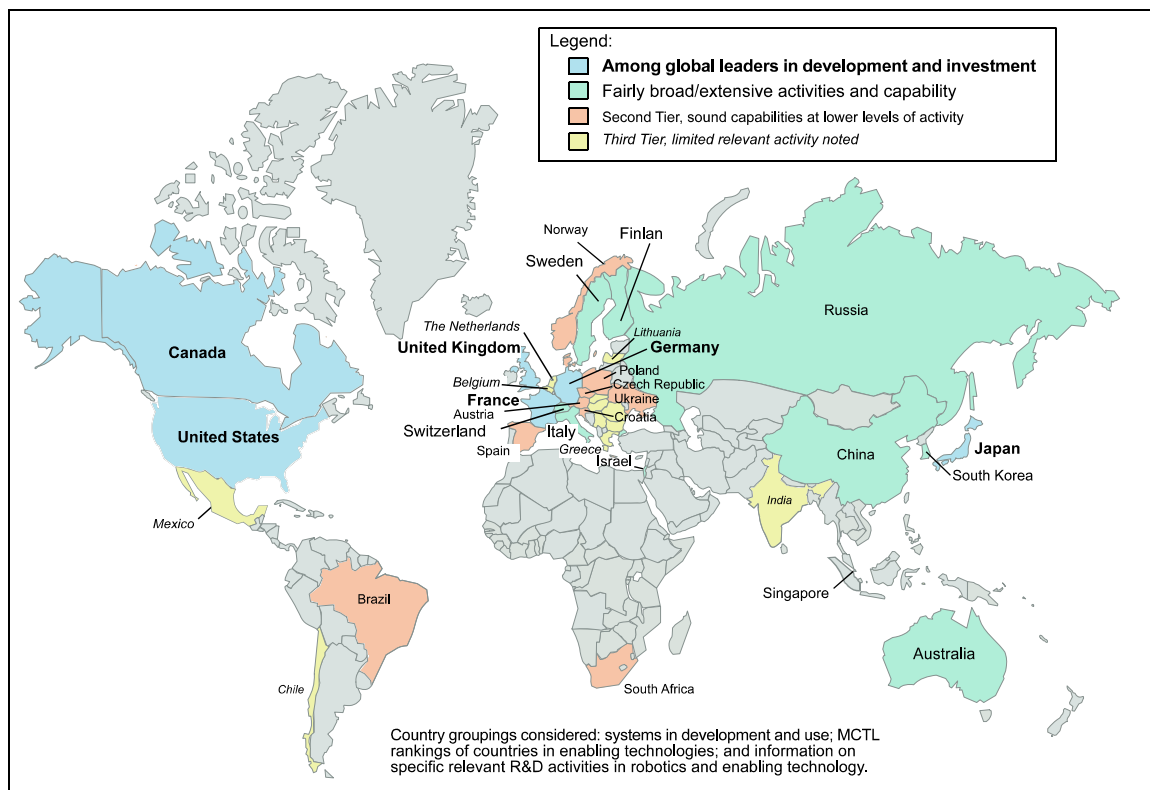 Legend:
Among global leaders in development and investment
Fairly broad/extensive activities and capability
Second Tier, sound capabilities at lower levels of activity
Third Tier, limited relevant activity noted
Norway
Finlan
Sweden
Russia
The Netherlands
Lithuania
United Kingdom
Germany
Canada
Poland
Belgium
Czech Republic
France
Ukraine
Austria
Croatia
Switzerland
Italy
United States
Spain
Greece
Israel
China
Japan
South Korea
India
Mexico
Singapore
Brazil
Australia
Chile
South Africa
Country groupings considered: systems in development and use; MCTL
rankings of countries in enabling technologies; and information on
specific relevant R&D activities in robotics and enabling technology.